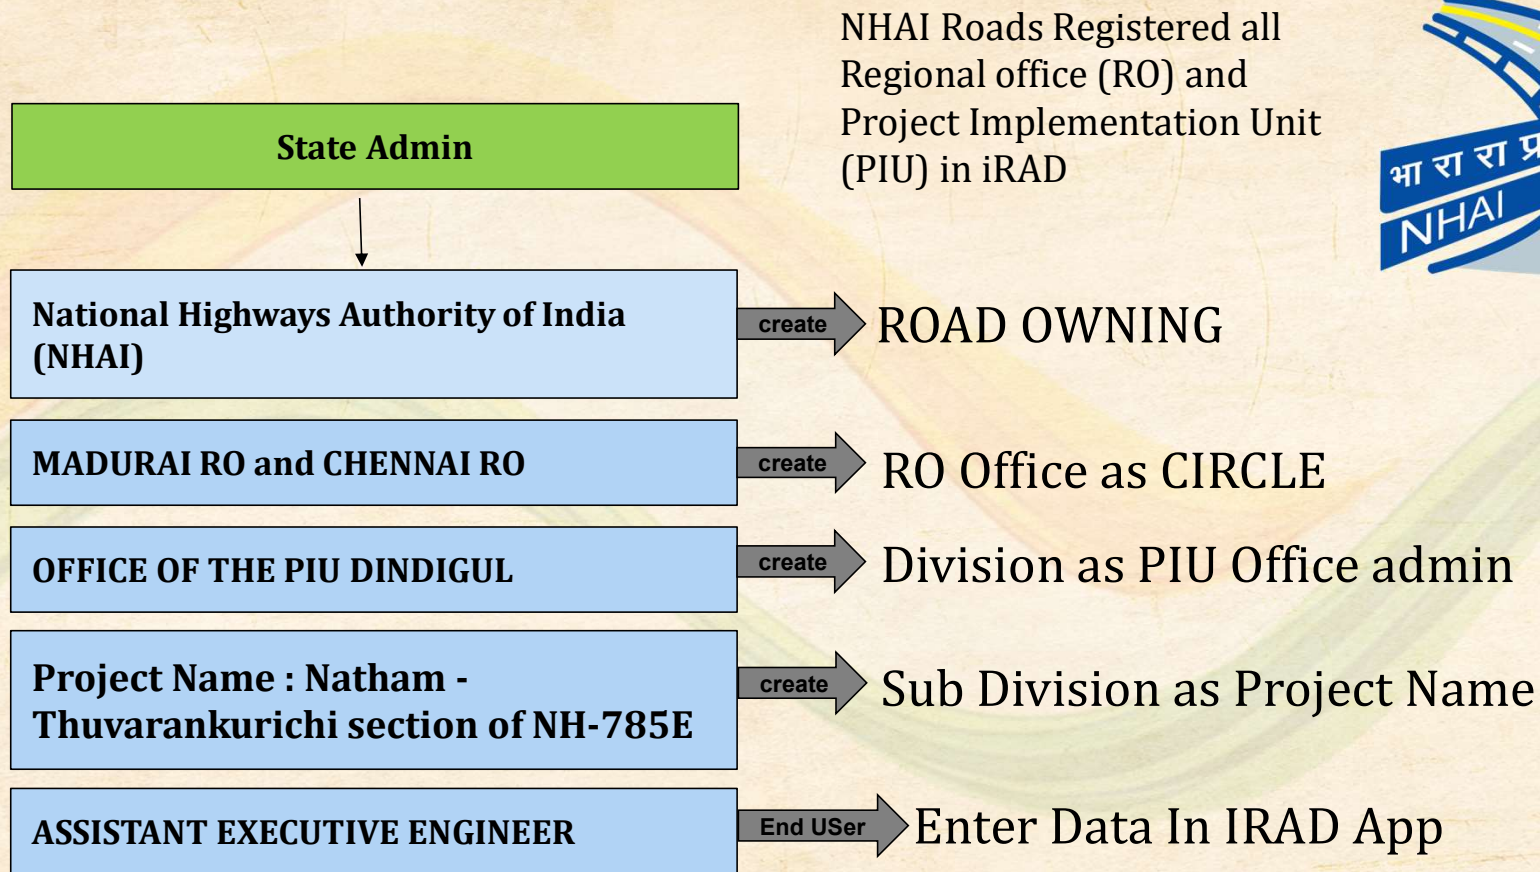 NHAI Roads Registered all
Regional office (RO) and
Project Implementation Unit
(PIU) in iRAD
भा रा रा प्र
NHAI
State Admin
National Highways Authority of India
(NHAI)
create
ROAD OWNING
MADURAI RO and CHENNAI RO
create
RO Office as CIRCLE
OFFICE OF THE PIU DINDIGUL
create
Division as PIU Office admin
Project Name : Natham -
Thuvarankurichi section of NH-785E
create
Sub Division as Project Name
ASSISTANT EXECUTIVE ENGINEER
End USer
Enter Data In IRAD App